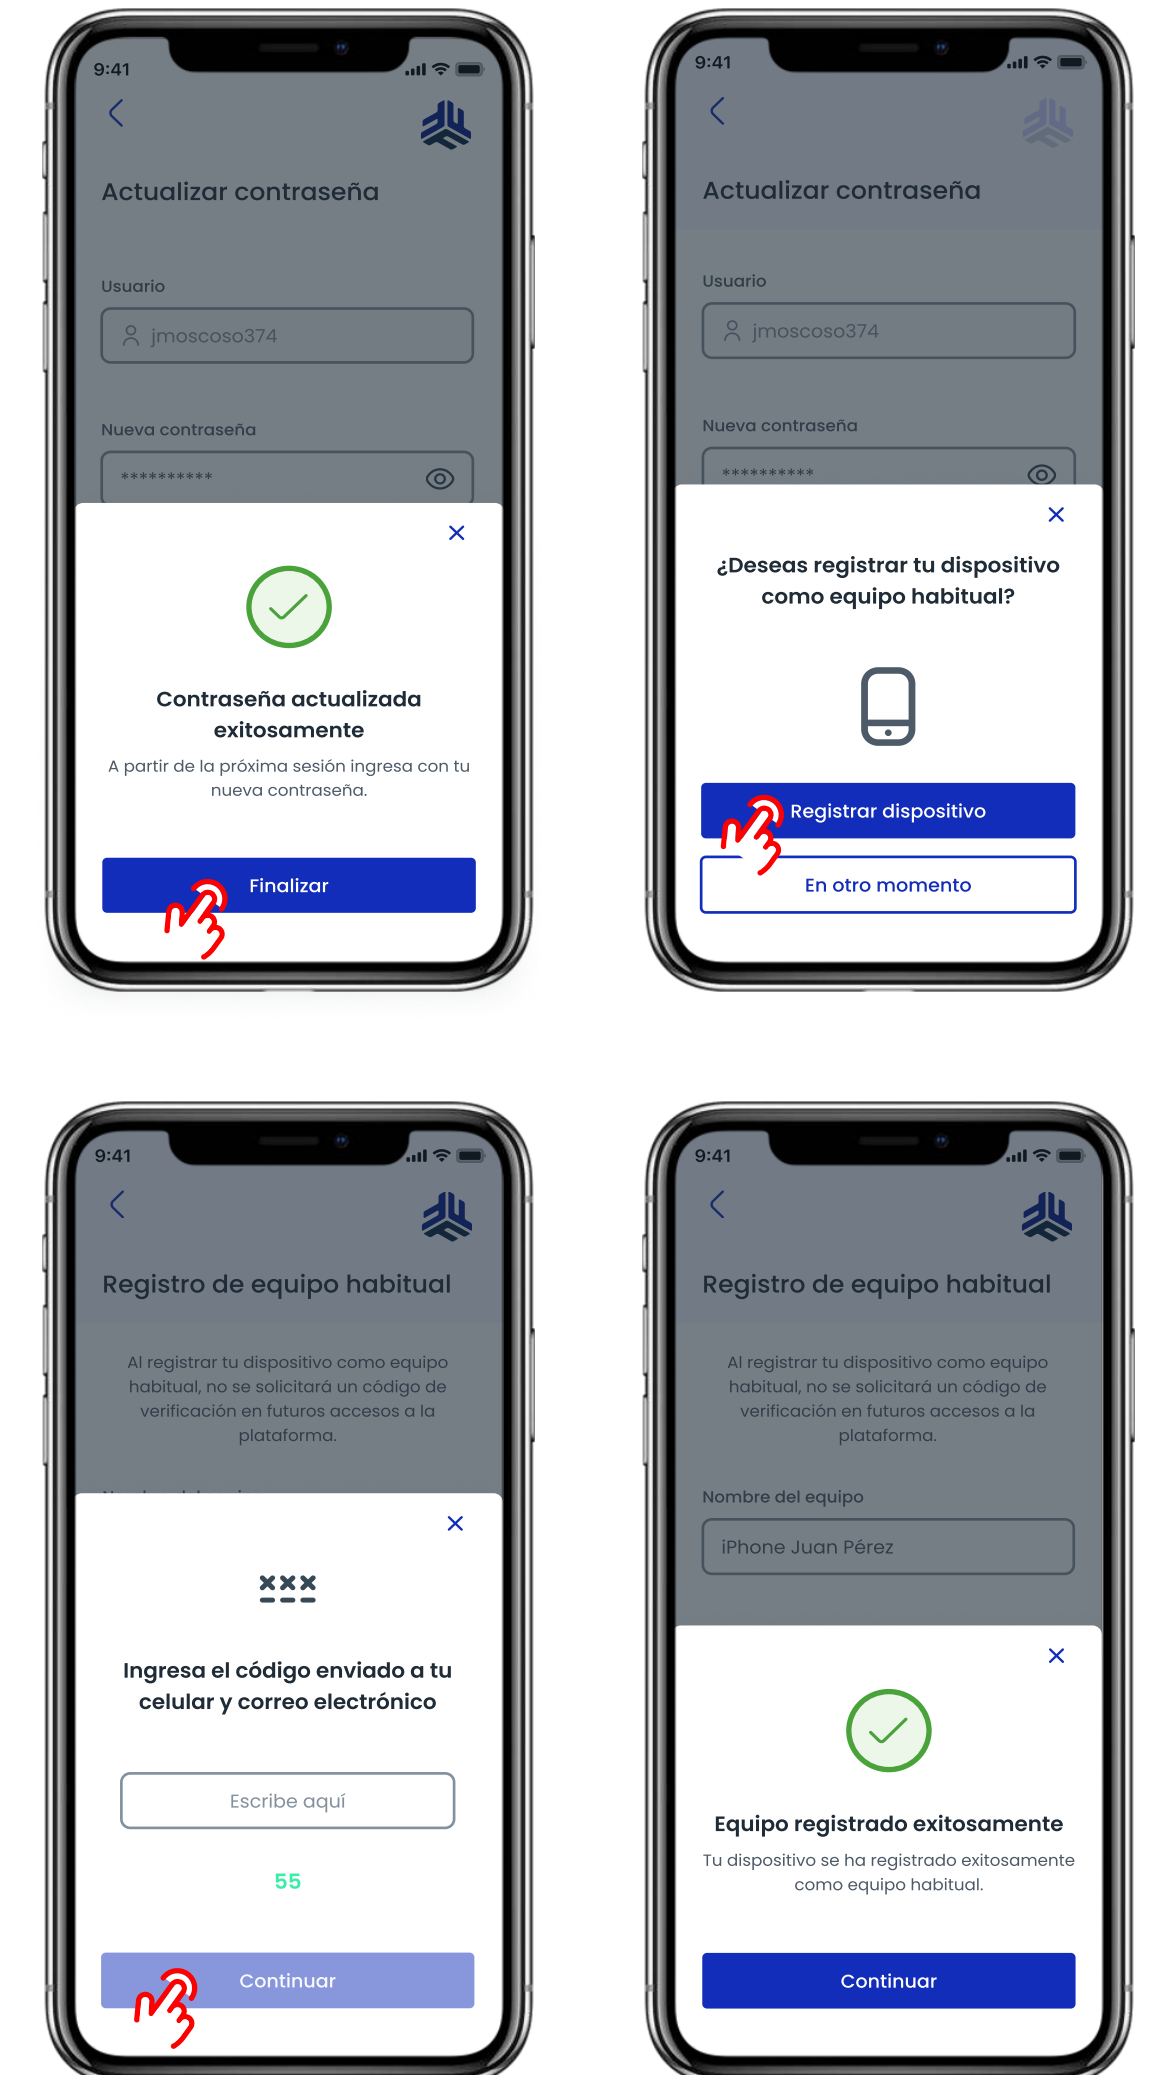 9:41
Actualizar contraseña
Usuario
jmoscoso374
Nueva contraseña
**********
Contraseña actualizada
exitosamente
A partir de la próxima sesión ingresa con tu
nueva contraseña.
Finalizar
9:41
Actualizar contraseña
Usuario
jmoscoso374
Nueva contraseña
**********
¿Deseas registrar tu dispositivo
como equipo habitual?
Registrar dispositivo
En otro momento
9:41
Registro de equipo habitual
Al registrar tu dispositivo como equipo
habitual, no se solicitará un código de
verificación en futuros accesos a la
plataforma.
Ingresa el código enviado a tu
celular y correo electrónico
Escribe aquí
55
Continuar
9:41
Registro de equipo habitual
Al registrar tu dispositivo como equipo
habitual, no se solicitará un código de
verificación en futuros accesos a la
plataforma.
Nombre del equipo
iPhone Juan Pérez
Equipo registrado exitosamente
Tu dispositivo se ha registrado exitosamente
como equipo habitual.
Continuar